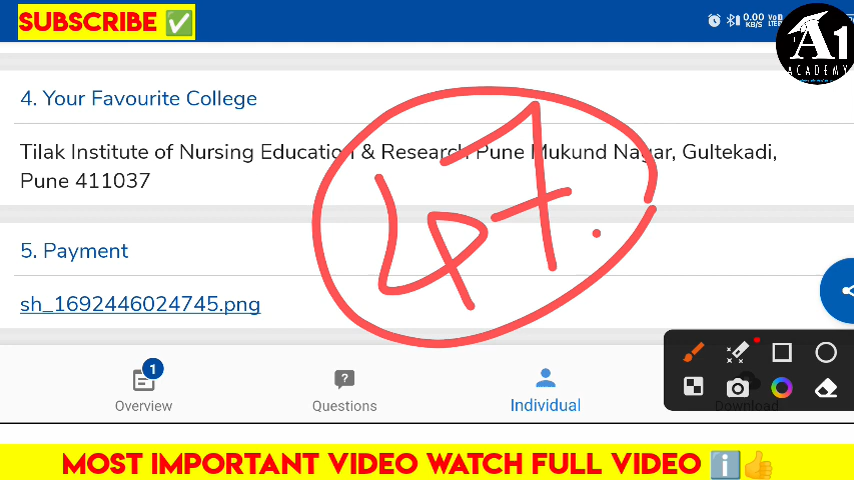 SUBSCRIBE ✅
0.00 KB/S
VoD LTE
A1
ACADEMY
4. Your Favourite College
Tilak Institute of Nursing Education & Research Pune Mukund Nagar, Gultekadi,
Pune 411037
47.
5. Payment
sh_1692446024745.png
1
Overview
Questions
Individual
Download
MOST IMPORTANT VIDEO WATCH FULL VIDEO ℹ️👍